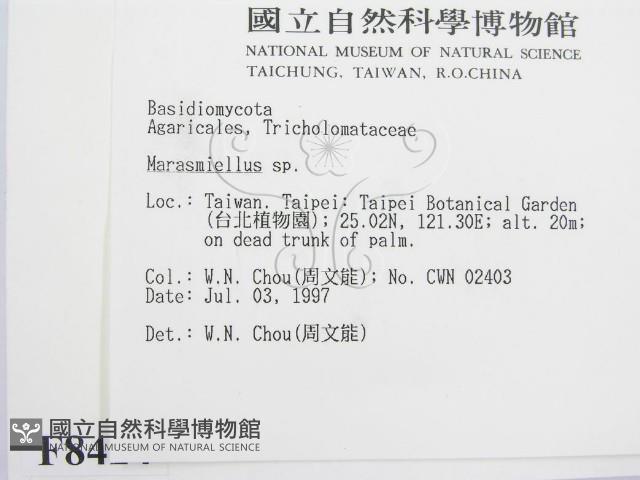 國立自然科學博物館
NATIONAL MUSEUM OF NATURAL SCIENCE
TAICHUNG, TAIWAN, R.O.CHINA
Basidiomycota
Agaricales, Tricholomataceae
Marasmiellus sp.
Loc.: Taiwan. Taipei: Taipei Botanical Garden
(台北植物園); 25.02N, 121.30E; alt. 20m;
on dead trunk of palm.
Col.: W.N. Chou(周文能); No. CWN 02403
Date: Jul. 03, 1997
Det.: W.N. Chou(周文能)
國立自然科學博物館
NATIONAL MUSEUM OF NATURAL SCIENCE